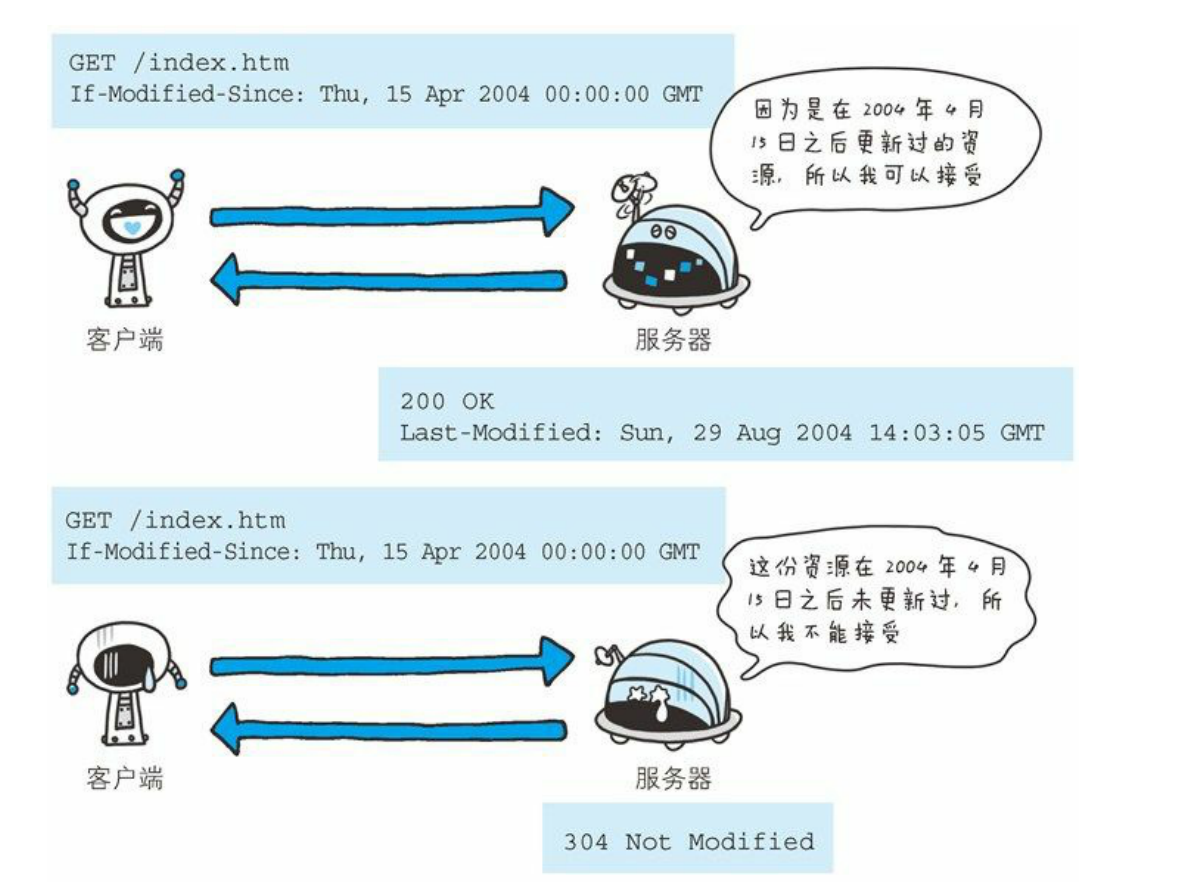 GET /index.htm
If-Modified-Since: Thu, 15 Apr 2004 00:00:00 GMT
因为是在 2004 年 4 月
15 日之后更新过的资
源，所以我可以接受
客户端
服务器
200 OK
Last-Modified: Sun, 29 Aug 2004 14:03:05 GMT
GET /index.htm
If-Modified-Since: Thu, 15 Apr 2004 00:00:00 GMT
这份资源在 2004 年 4 月
15 日之后未更新过，所
以我不能接受
客户端
服务器
304 Not Modified